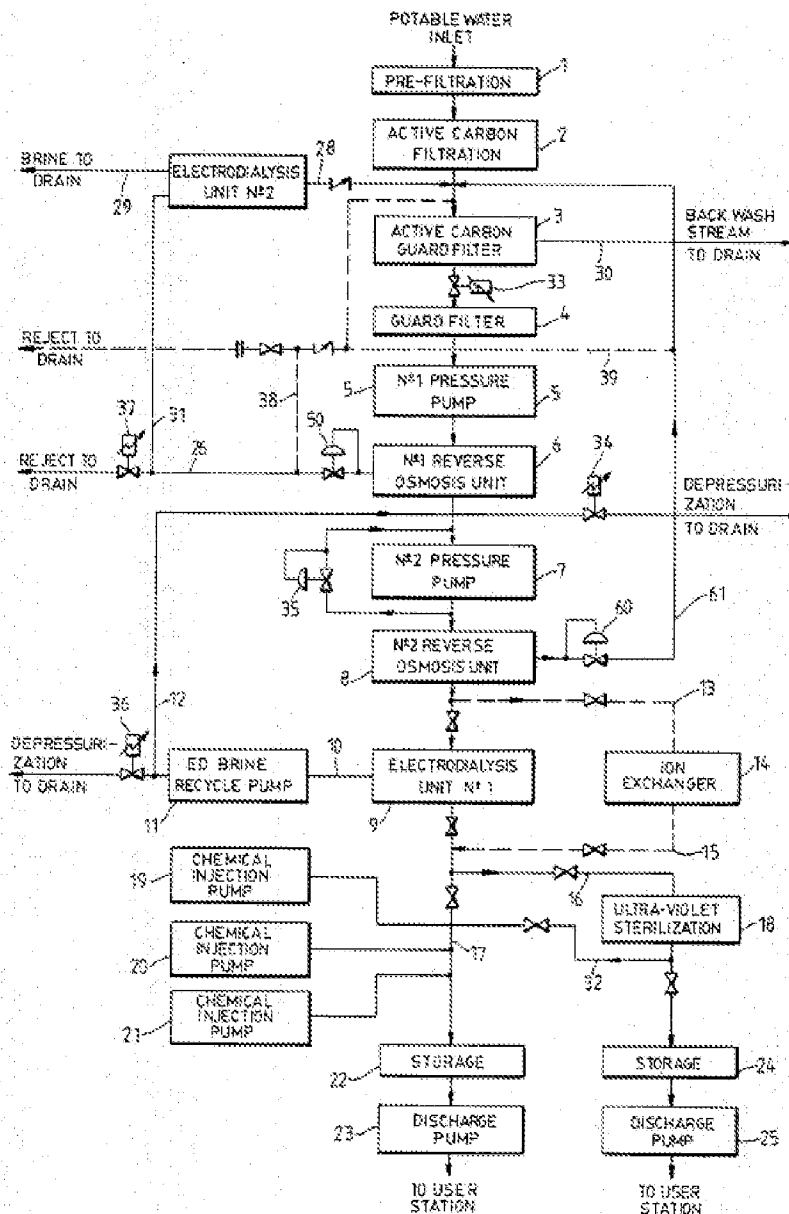 POTABLE WATER
INLET
PRE-FILTRATION
1
ACTIVE CARBON
FILTRATION
2
BRINE TO
DRAIN
29
ELECTRODIALYSIS
UNIT Nº2
28
3
ACTIVE CARBON
GUARD FILTER
BACK WASH
STREAM
TO DRAIN
30
33
GUARD FILTER
4
REJECT TO
DRAIN
39
38
5
Nº1 PRESSURE
PUMP
5
37
31
26
50
REJECT TO
DRAIN
Nº1 REVERSE
OSMOSIS UNIT
6
34
DEPRESSURI-
ZATION
TO DRAIN
Nº2 PRESSURE
PUMP
7
35
60
61
Nº2 REVERSE
OSMOSIS UNIT
8
36
12
13
DEPRESSURI-
ZATION
TO DRAIN
ED BRINE
RECYCLE PUMP
11
10
ELECTRODIALYSIS
UNIT Nº1
9
ION
EXCHANGER
14
15
19
CHEMICAL
INJECTION
PUMP
16
ULTRA-VIOLET
STERILIZATION
18
20
CHEMICAL
INJECTION
PUMP
17
32
21
CHEMICAL
INJECTION
PUMP
22
STORAGE
STORAGE
24
23
DISCHARGE
PUMP
DISCHARGE
PUMP
25
TO USER
STATION
TO USER
STATION